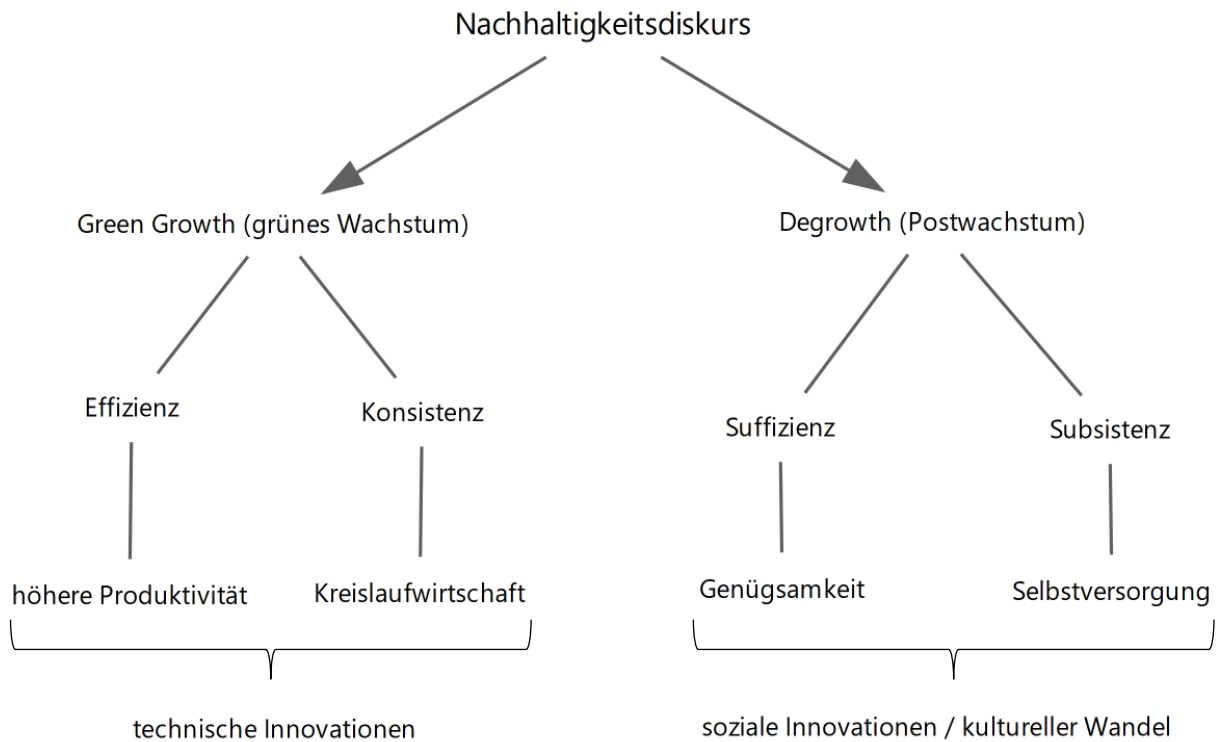 Nachhaltigkeitsdiskurs
Green Growth (grünes Wachstum)
Degrowth (Postwachstum)
Effizienz
Konsistenz
Suffizienz
Subsistenz
höhere Produktivität
Kreislaufwirtschaft
Genügsamkeit
Selbstversorgung
technische Innovationen
soziale Innovationen / kultureller Wandel